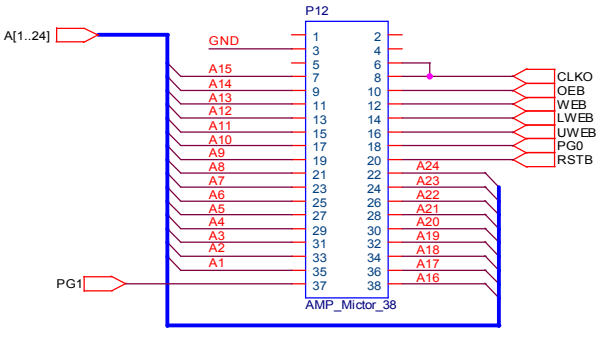 P12
A[1..24]
1 2
GND 3 4
5 6
A15 7 8 CLKO
A14 9 10 OEB
A13 11 12 WEB
A12 13 14 LWEB
A11 15 16 UWEB
A10 17 18 PG0
A9 19 20 RSTB
A8 21 22 A24
A7 23 24 A23
A6 25 26 A22
A5 27 28 A21
A4 29 30 A20
A3 31 32 A19
A2 33 34 A18
A1 35 36 A17
PG1 37 38 A16
AMP_Mictor_38